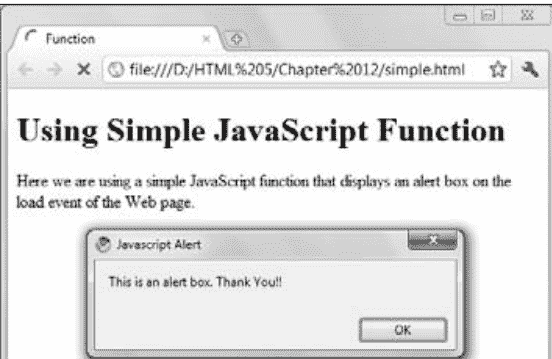 Function
file:///D:/HTML%205/Chapter%2012/simple.html
Using Simple JavaScript Function
Here we are using a simple JavaScript function that displays an alert box on the
load event of the Web page.
Javascript Alert
This is an alert box. Thank You!!
OK